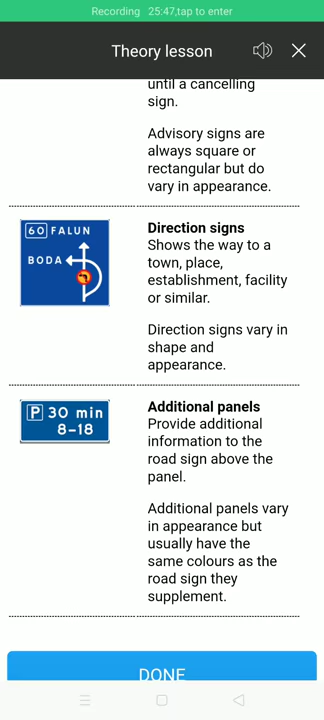 Recording 25:47,tap to enter
Theory lesson
until a cancelling
sign.
Advisory signs are
always square or
rectangular but do
vary in appearance.
60 FALUN
BODA
Direction signs
Shows the way to a
town, place,
establishment, facility
or similar.
Direction signs vary in
shape and
appearance.
P 30 min
8-18
Additional panels
Provide additional
information to the
road sign above the
panel.
Additional panels vary
in appearance but
usually have the
same colours as the
road sign they
supplement.
DONE